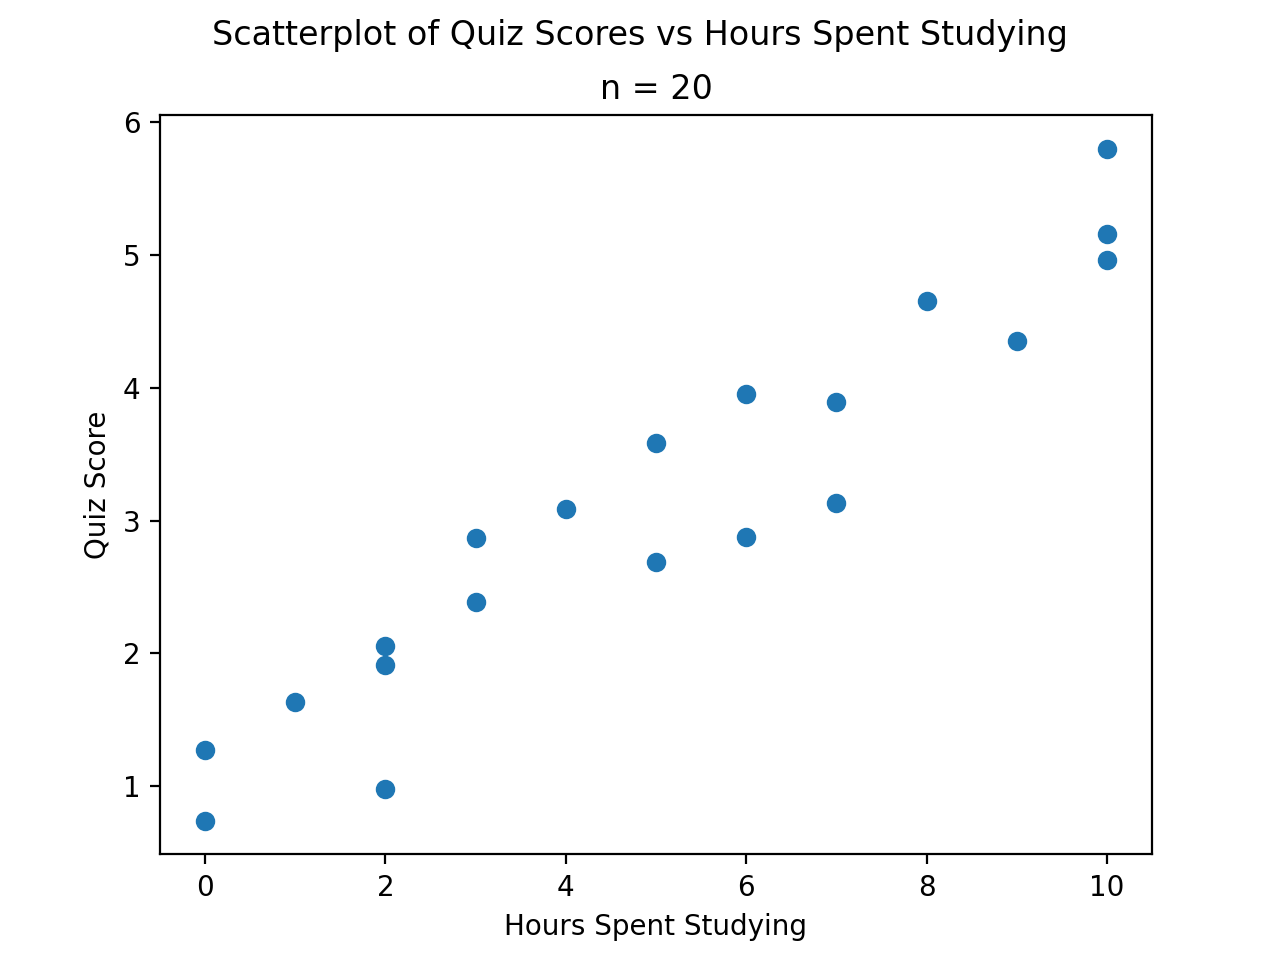 Scatterplot of Quiz Scores vs Hours Spent Studying
n = 20
6
5
4
3
2
1
Quiz Score
0 2 4 6 8 10
Hours Spent Studying